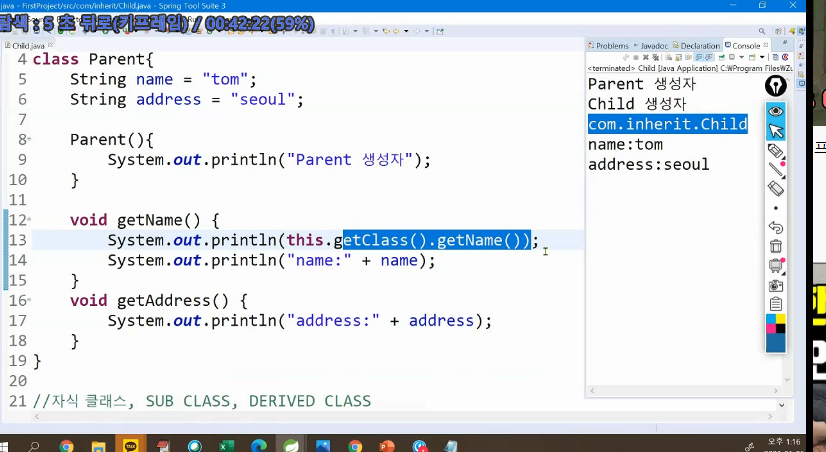 java - FirstProject/src/com/inherit/Child.java - Spring Tool Suite 3
탐색 : 5 초 뒤로(키프레임) / 00:42:22(59%)
Child.java
4 class Parent{
5 String name = "tom";
6 String address = "seoul";
7
8 Parent(){
9 System.out.println("Parent 생성자");
10 }
11
12 void getName() {
13 System.out.println(this.getClass().getName());
14 System.out.println("name:" + name);
15 }
16 void getAddress() {
17 System.out.println("address:" + address);
18 }
19 }
20
21 //자식 클래스, SUB CLASS, DERIVED CLASS
Problems Javadoc Declaration Console
<terminated> Child [Java Application] C:\WProgram Files\WZu
Parent 생성자
Child 생성자
com.inherit.Child
name:tom
address:seoul
오후 1:16